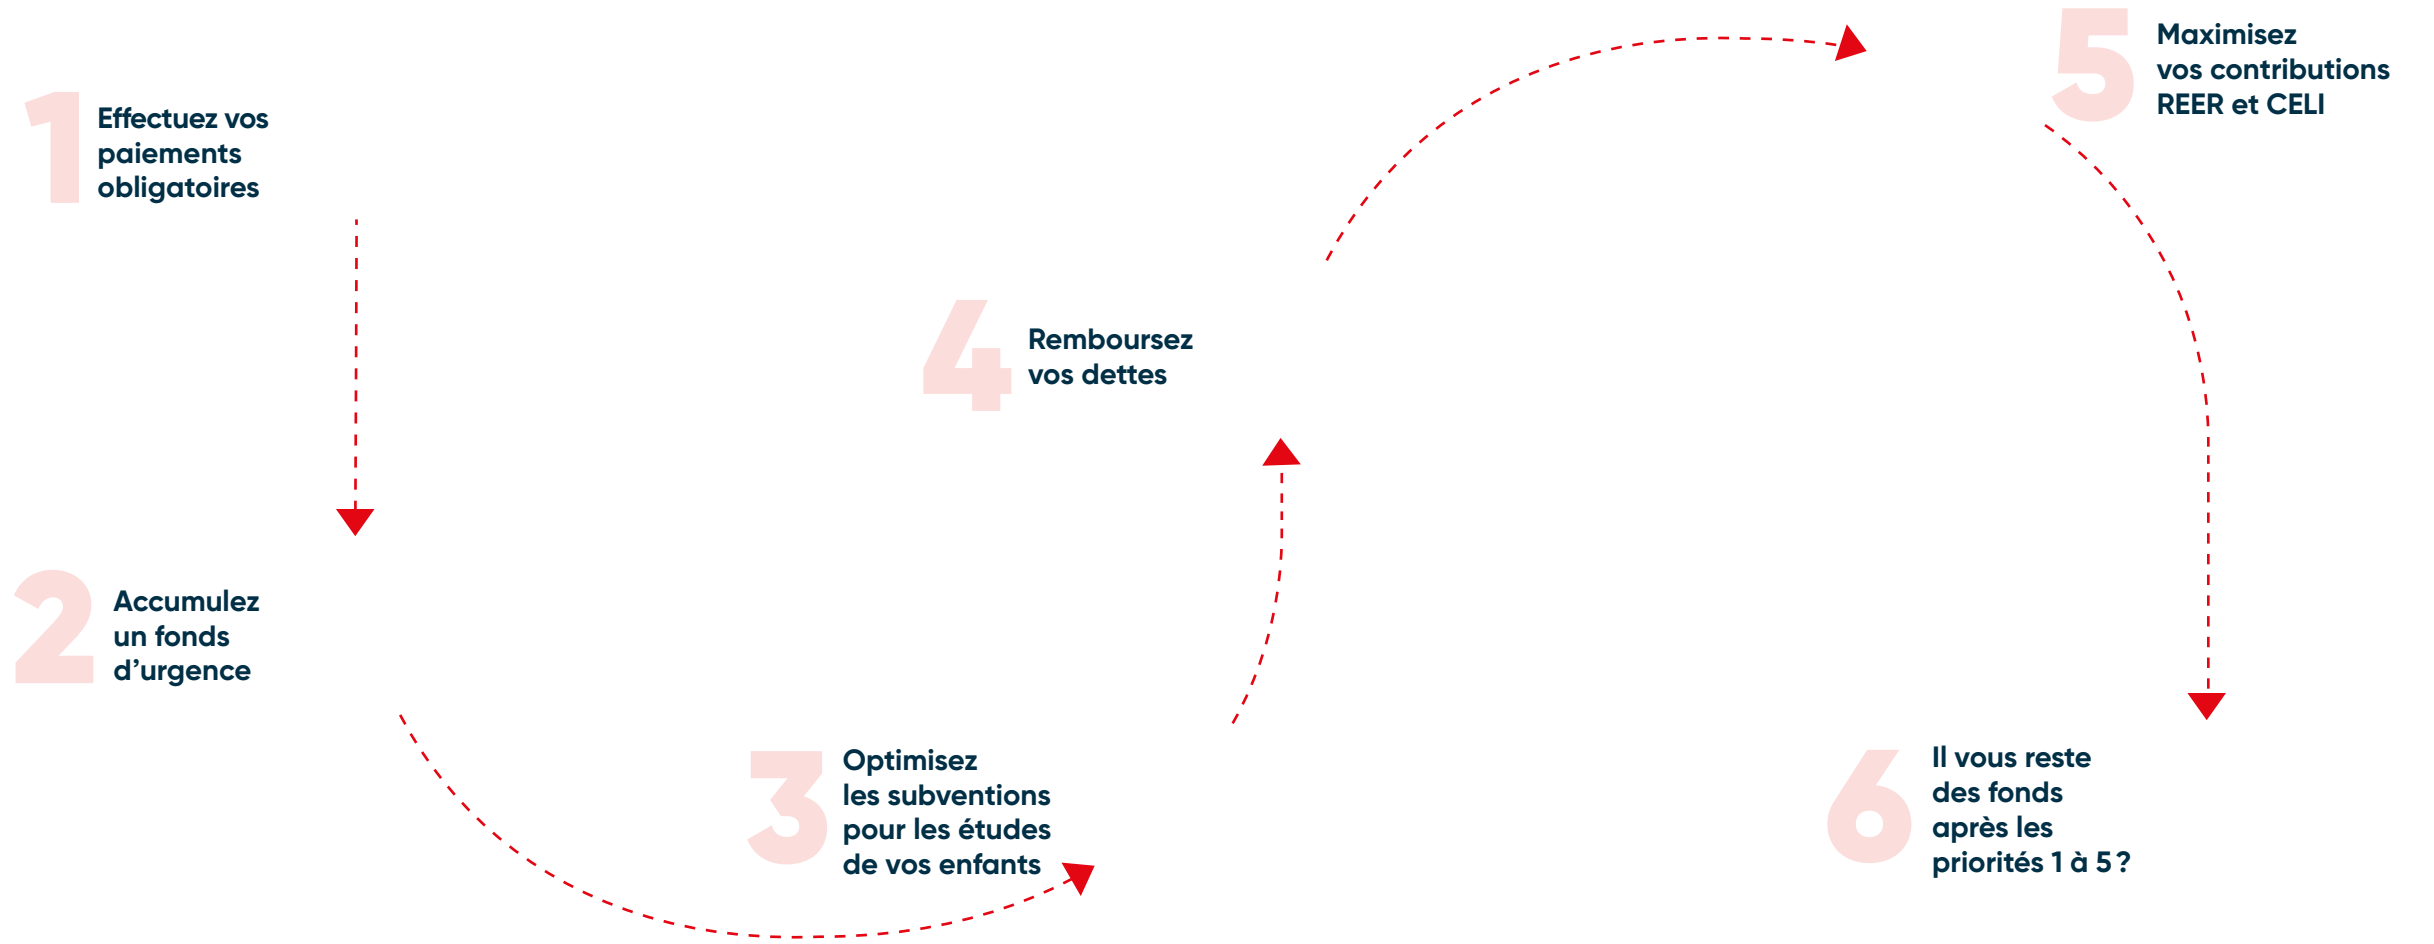 1
Effectuez vos
paiements
obligatoires
2
Accumulez
un fonds
d’urgence
3
Optimisez
les subventions
pour les études
de vos enfants
4
Remboursez
vos dettes
5
Maximisez
vos contributions
REER et CELI
6
Il vous reste
des fonds
après les
priorités 1 à 5 ?